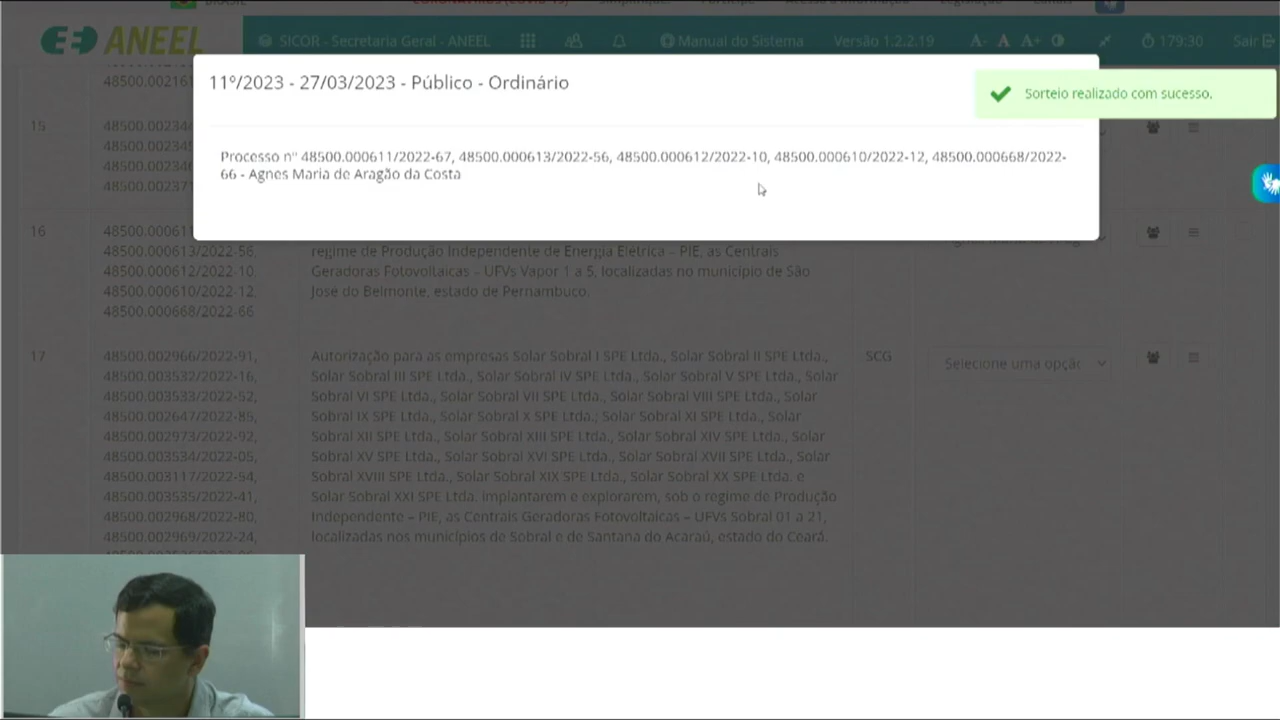 BRASIL
CORONAVÍRUS (COVID-19)
Simplifique!
Participe
Acesso à informação
Legislação
Canais
ANEEL
SICOR - Secretaria Geral - ANEEL
Manual do Sistema
Versão 1.2.2.19
A- A A+
179:30
Sair
11º/2023 - 27/03/2023 - Público - Ordinário
Sorteio realizado com sucesso.
Processo nº 48500.000611/2022-67, 48500.000613/2022-56, 48500.000612/2022-10, 48500.000610/2022-12, 48500.000668/2022-
66 - Agnes Maria de Aragão da Costa
15
16
48500.000613/2022-56,
48500.000612/2022-10,
48500.000610/2022-12,
48500.000668/2022-66
regime de Produção Independente de Energia Elétrica – PIE, as Centrais
Geradoras Fotovoltaicas – UFVs Vapor 1 a 5, localizadas no município de São
José do Belmonte, estado de Pernambuco.
17
48500.002966/2022-91,
48500.003532/2022-16,
48500.003533/2022-52,
48500.002647/2022-85,
48500.002973/2022-92,
48500.003534/2022-05,
48500.003117/2022-54,
48500.003535/2022-41,
48500.002968/2022-80,
48500.002969/2022-24,
Autorização para as empresas Solar Sobral I SPE Ltda., Solar Sobral II SPE Ltda.,
Solar Sobral III SPE Ltda., Solar Sobral IV SPE Ltda., Solar Sobral V SPE Ltda., Solar
Sobral VI SPE Ltda., Solar Sobral VII SPE Ltda., Solar Sobral VIII SPE Ltda., Solar
Sobral IX SPE Ltda., Solar Sobral X SPE Ltda.; Solar Sobral XI SPE Ltda., Solar
Sobral XII SPE Ltda., Solar Sobral XIII SPE Ltda., Solar Sobral XIV SPE Ltda., Solar
Sobral XV SPE Ltda., Solar Sobral XVI SPE Ltda., Solar Sobral XVII SPE Ltda., Solar
Sobral XVIII SPE Ltda., Solar Sobral XIX SPE Ltda., Solar Sobral XX SPE Ltda. e
Solar Sobral XXI SPE Ltda. implantarem e explorarem, sob o regime de Produção
Independente – PIE, as Centrais Geradoras Fotovoltaicas – UFVs Sobral 01 a 21,
localizadas nos municípios de Sobral e de Santana do Acaraú, estado do Ceará.
SCG
Selecione uma opção